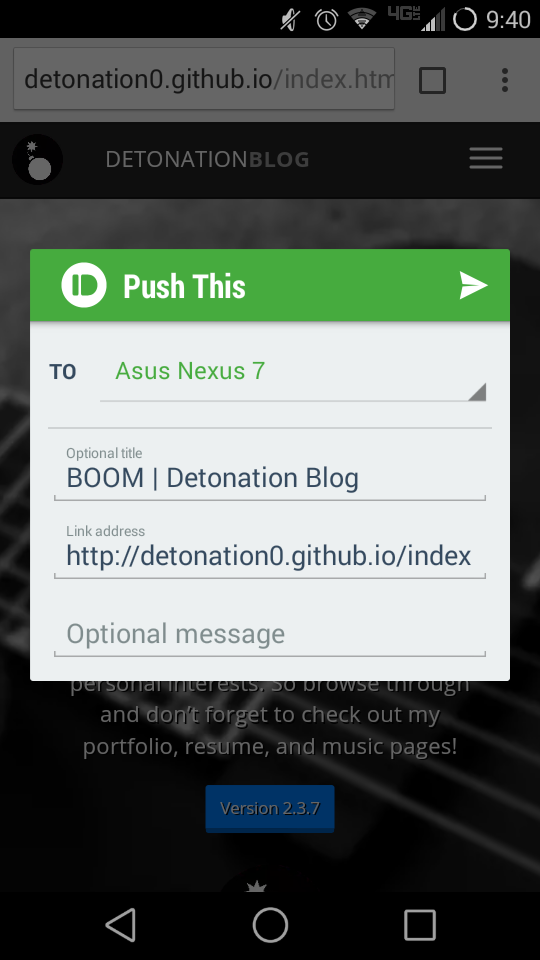 4G LTE 9:40
detonation0.github.io/index.htm
DETONATIONBLOG
Push This
TO Asus Nexus 7
Optional title
BOOM | Detonation Blog
Link address
http://detonation0.github.io/index
Optional message
personal interests. So browse through
and don't forget to check out my
portfolio, resume, and music pages!
Version 2.3.7